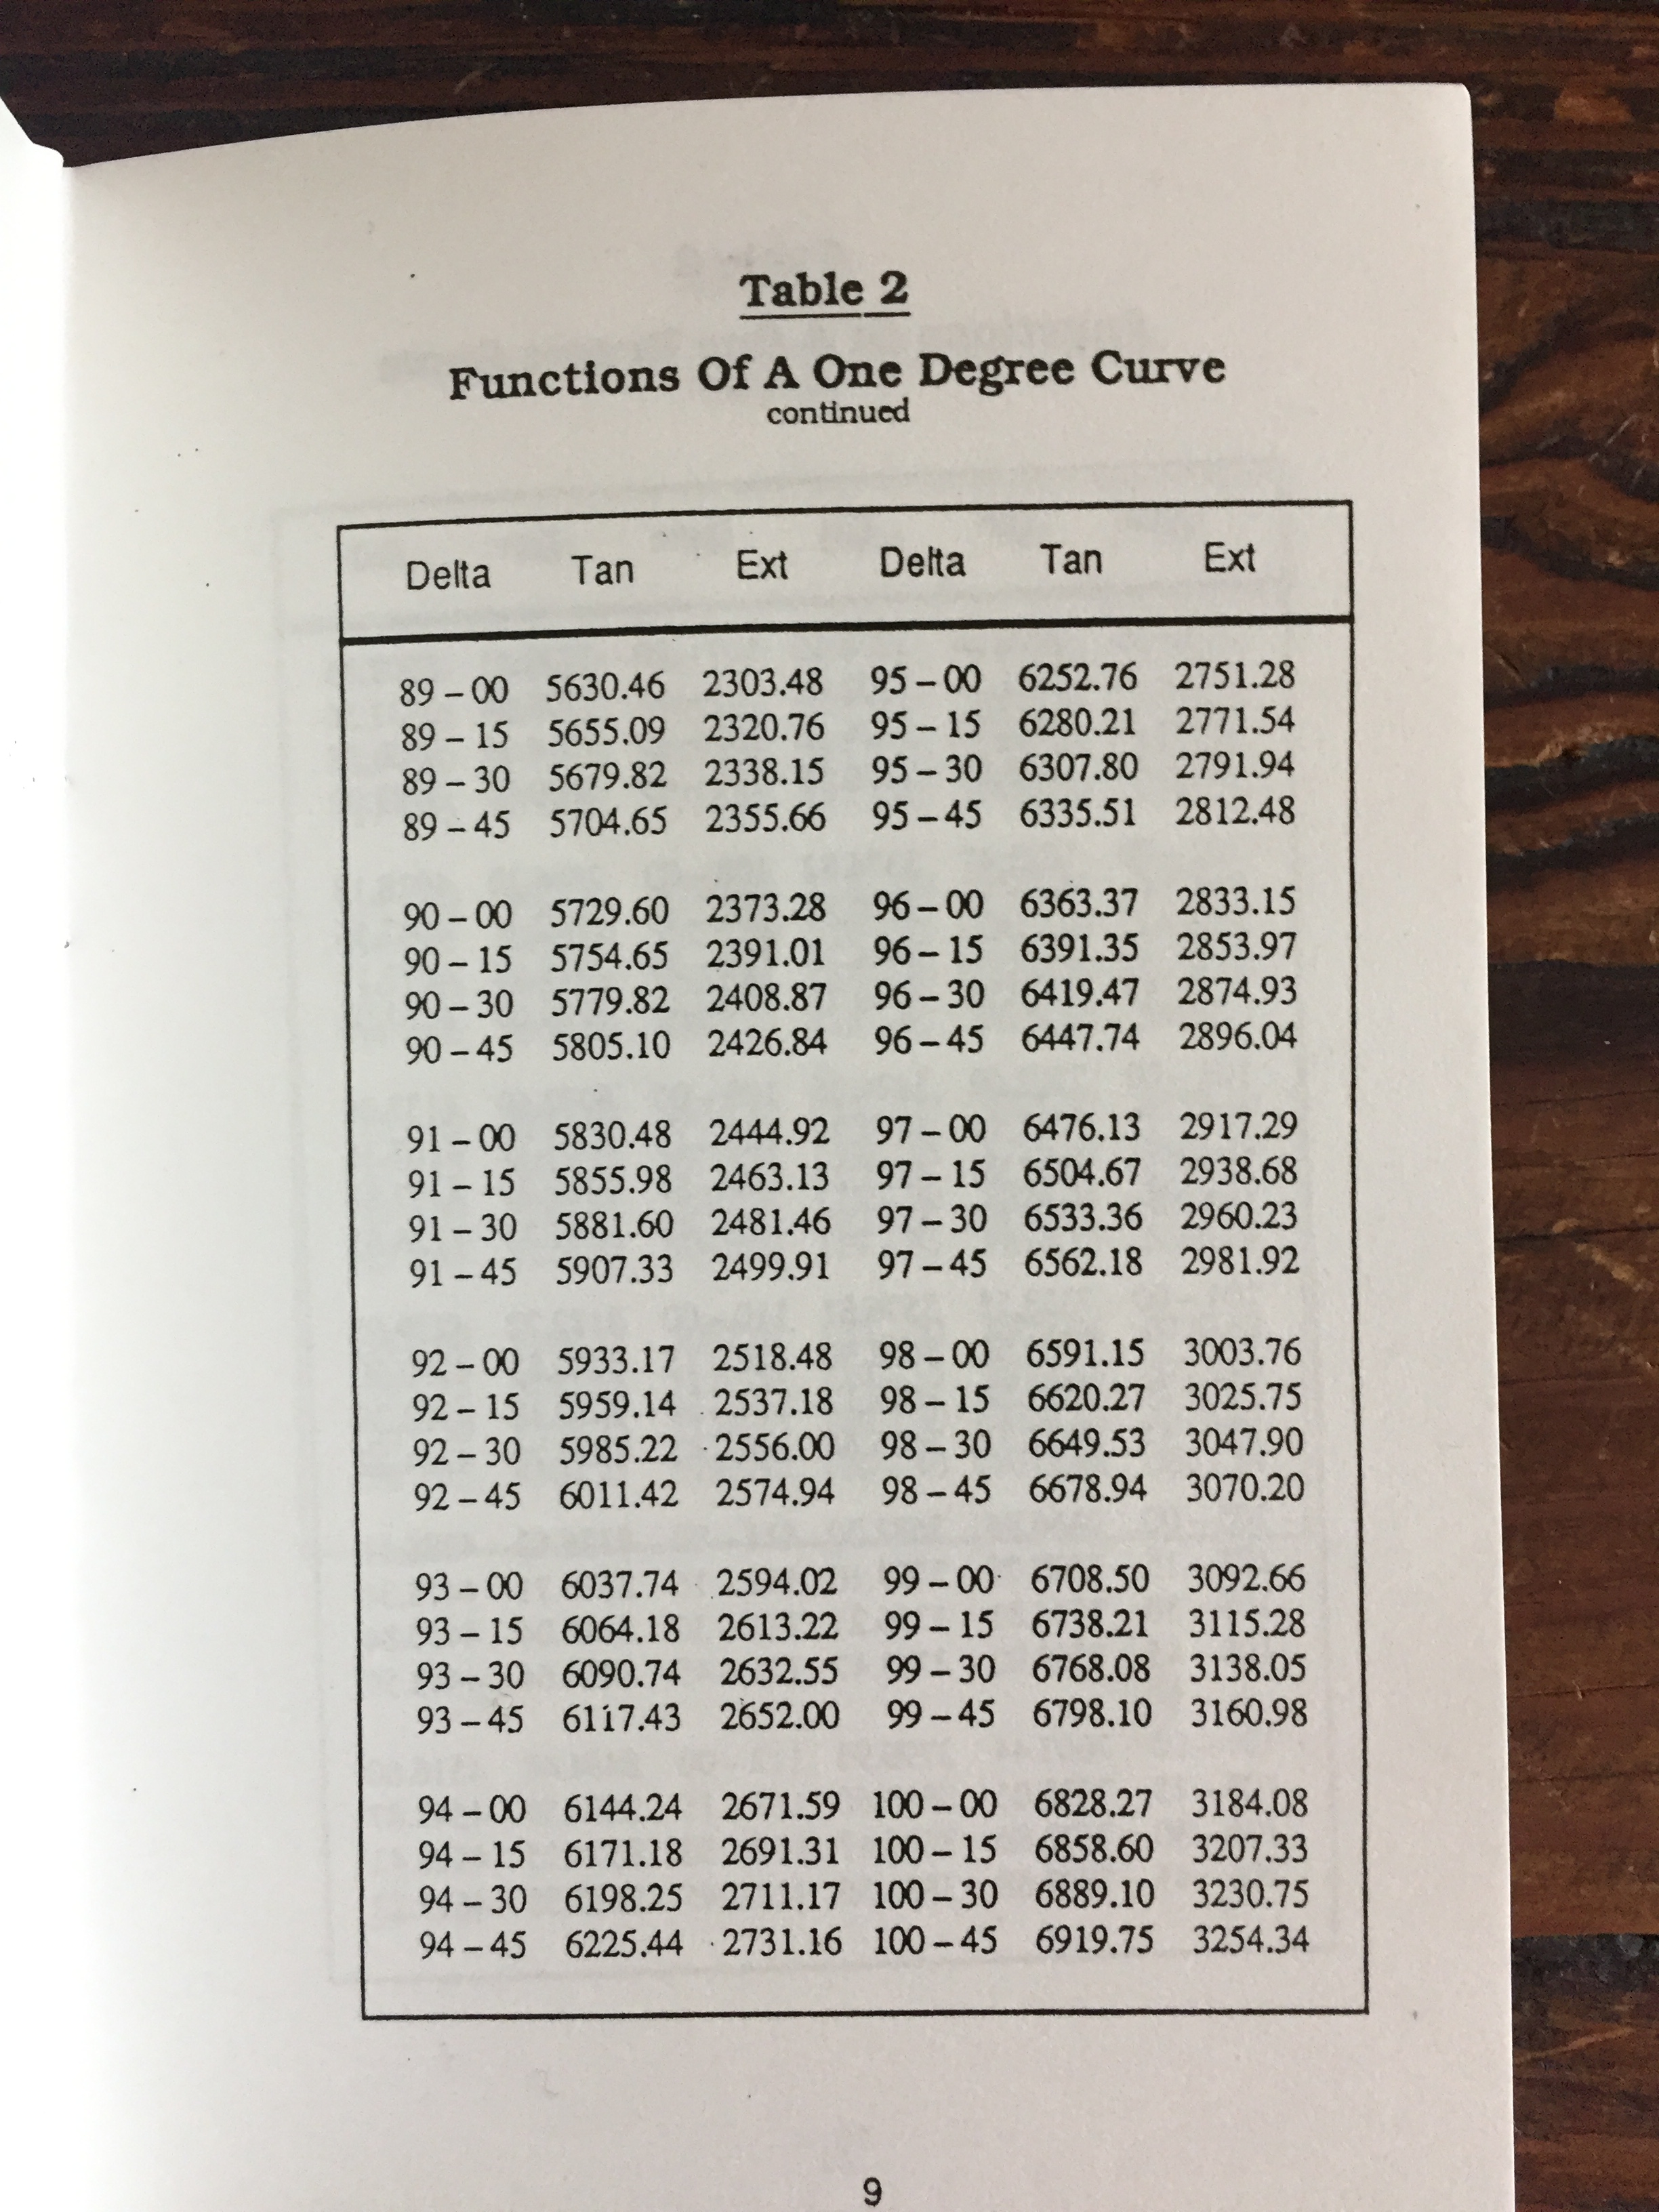 Table 2
Functions Of A One Degree Curve
continued
Delta Tan Ext Delta Tan Ext
89 – 00 5630.46 2303.48 95 – 00 6252.76 2751.28
89 – 15 5655.09 2320.76 95 – 15 6280.21 2771.54
89 – 30 5679.82 2338.15 95 – 30 6307.80 2791.94
89 – 45 5704.65 2355.66 95 – 45 6335.51 2812.48
90 – 00 5729.60 2373.28 96 – 00 6363.37 2833.15
90 – 15 5754.65 2391.01 96 – 15 6391.35 2853.97
90 – 30 5779.82 2408.87 96 – 30 6419.47 2874.93
90 – 45 5805.10 2426.84 96 – 45 6447.74 2896.04
91 – 00 5830.48 2444.92 97 – 00 6476.13 2917.29
91 – 15 5855.98 2463.13 97 – 15 6504.67 2938.68
91 – 30 5881.60 2481.46 97 – 30 6533.36 2960.23
91 – 45 5907.33 2499.91 97 – 45 6562.18 2981.92
92 – 00 5933.17 2518.48 98 – 00 6591.15 3003.76
92 – 15 5959.14 2537.18 98 – 15 6620.27 3025.75
92 – 30 5985.22 2556.00 98 – 30 6649.53 3047.90
92 – 45 6011.42 2574.94 98 – 45 6678.94 3070.20
93 – 00 6037.74 2594.02 99 – 00 6708.50 3092.66
93 – 15 6064.18 2613.22 99 – 15 6738.21 3115.28
93 – 30 6090.74 2632.55 99 – 30 6768.08 3138.05
93 – 45 6117.43 2652.00 99 – 45 6798.10 3160.98
94 – 00 6144.24 2671.59 100 – 00 6828.27 3184.08
94 – 15 6171.18 2691.31 100 – 15 6858.60 3207.33
94 – 30 6198.25 2711.17 100 – 30 6889.10 3230.75
94 – 45 6225.44 2731.16 100 – 45 6919.75 3254.34
9